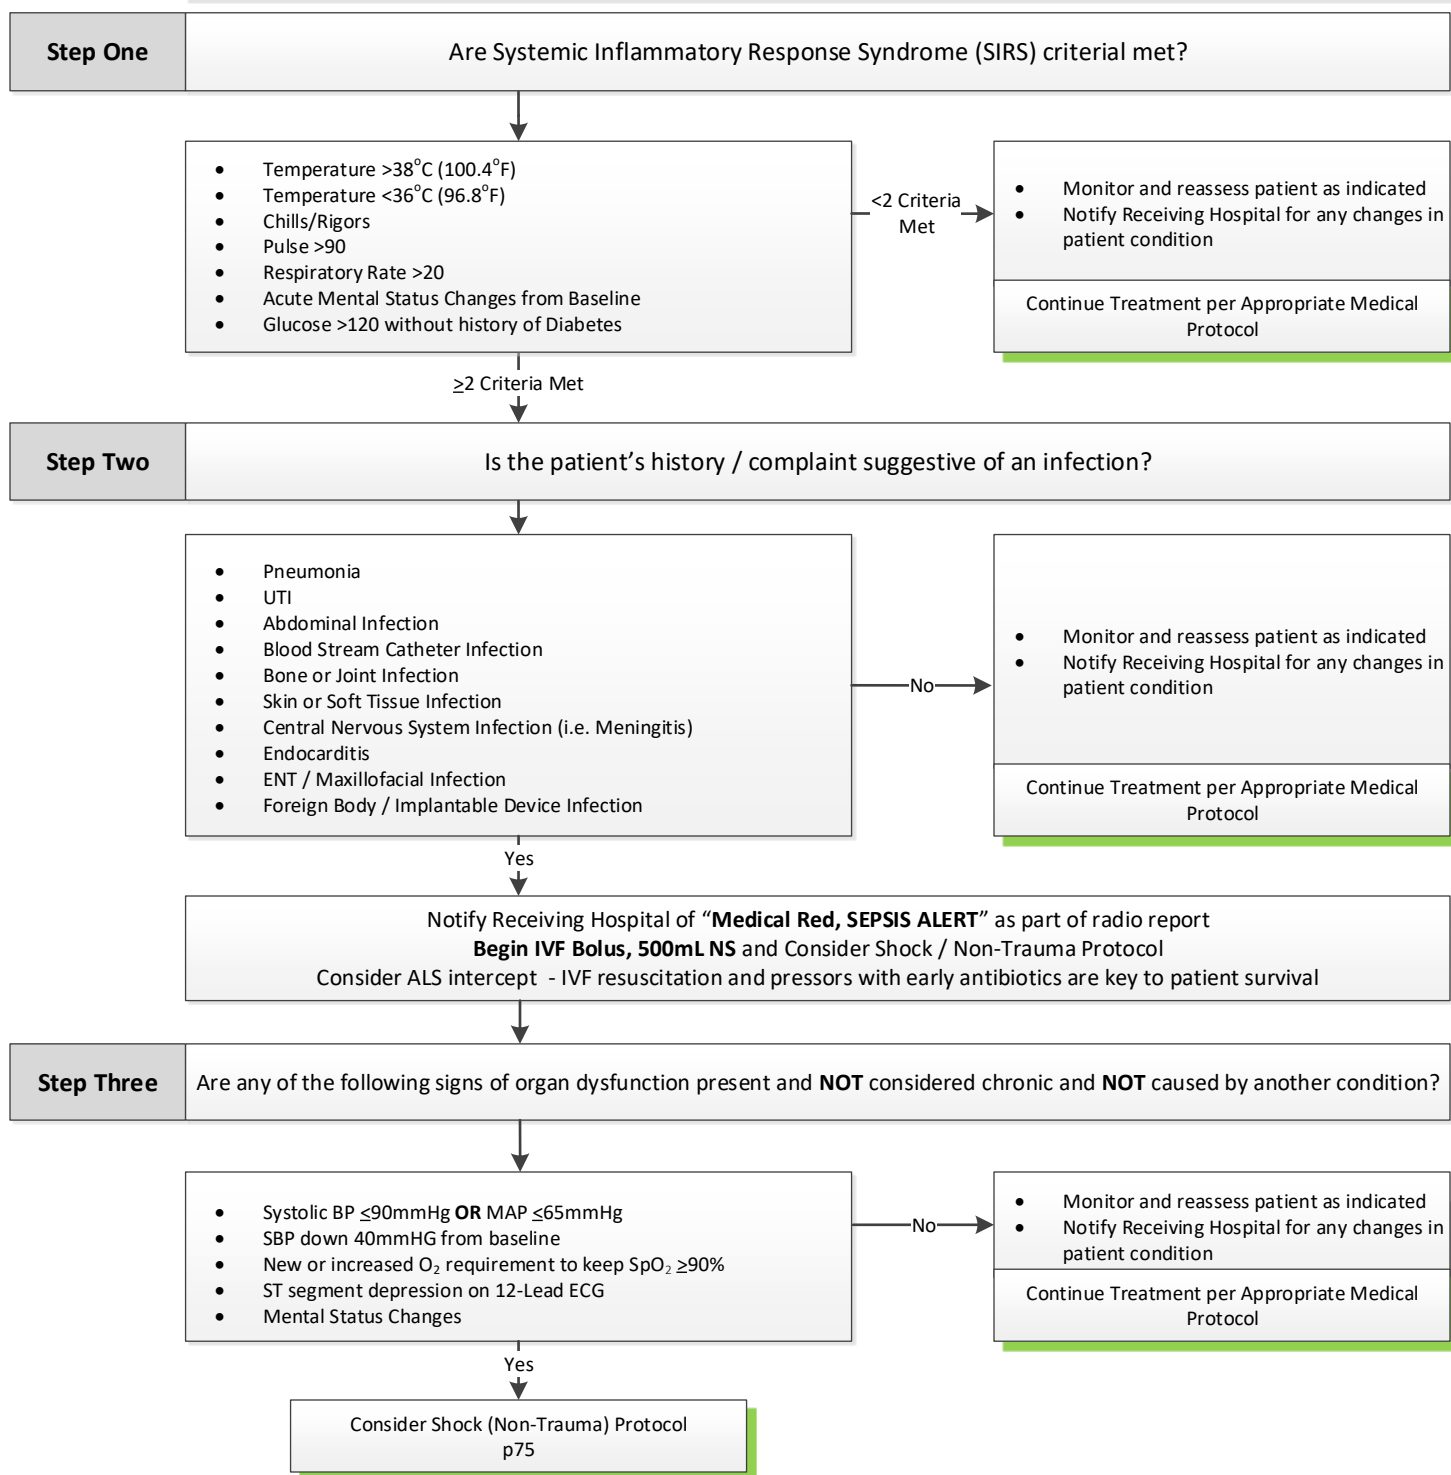 Step One
Are Systemic Inflammatory Response Syndrome (SIRS) criterial met?
• Temperature >38°C (100.4°F)
• Temperature <36°C (96.8°F)
• Chills/Rigors
• Pulse >90
• Respiratory Rate >20
• Acute Mental Status Changes from Baseline
• Glucose >120 without history of Diabetes
<2 Criteria
Met
• Monitor and reassess patient as indicated
• Notify Receiving Hospital for any changes in
patient condition
Continue Treatment per Appropriate Medical
Protocol
≥2 Criteria Met
Step Two
Is the patient’s history / complaint suggestive of an infection?
• Pneumonia
• UTI
• Abdominal Infection
• Blood Stream Catheter Infection
• Bone or Joint Infection
• Skin or Soft Tissue Infection
• Central Nervous System Infection (i.e. Meningitis)
• Endocarditis
• ENT / Maxillofacial Infection
• Foreign Body / Implantable Device Infection
No
• Monitor and reassess patient as indicated
• Notify Receiving Hospital for any changes in
patient condition
Continue Treatment per Appropriate Medical
Protocol
Yes
Notify Receiving Hospital of “Medical Red, SEPSIS ALERT” as part of radio report
Begin IVF Bolus, 500mL NS and Consider Shock / Non-Trauma Protocol
Consider ALS intercept - IVF resuscitation and pressors with early antibiotics are key to patient survival
Step Three
Are any of the following signs of organ dysfunction present and NOT considered chronic and NOT caused by another condition?
• Systolic BP ≤90mmHg OR MAP ≤65mmHg
• SBP down 40mmHG from baseline
• New or increased O₂ requirement to keep SpO₂ ≥90%
• ST segment depression on 12-Lead ECG
• Mental Status Changes
No
• Monitor and reassess patient as indicated
• Notify Receiving Hospital for any changes in
patient condition
Continue Treatment per Appropriate Medical
Protocol
Yes
Consider Shock (Non-Trauma) Protocol
p75